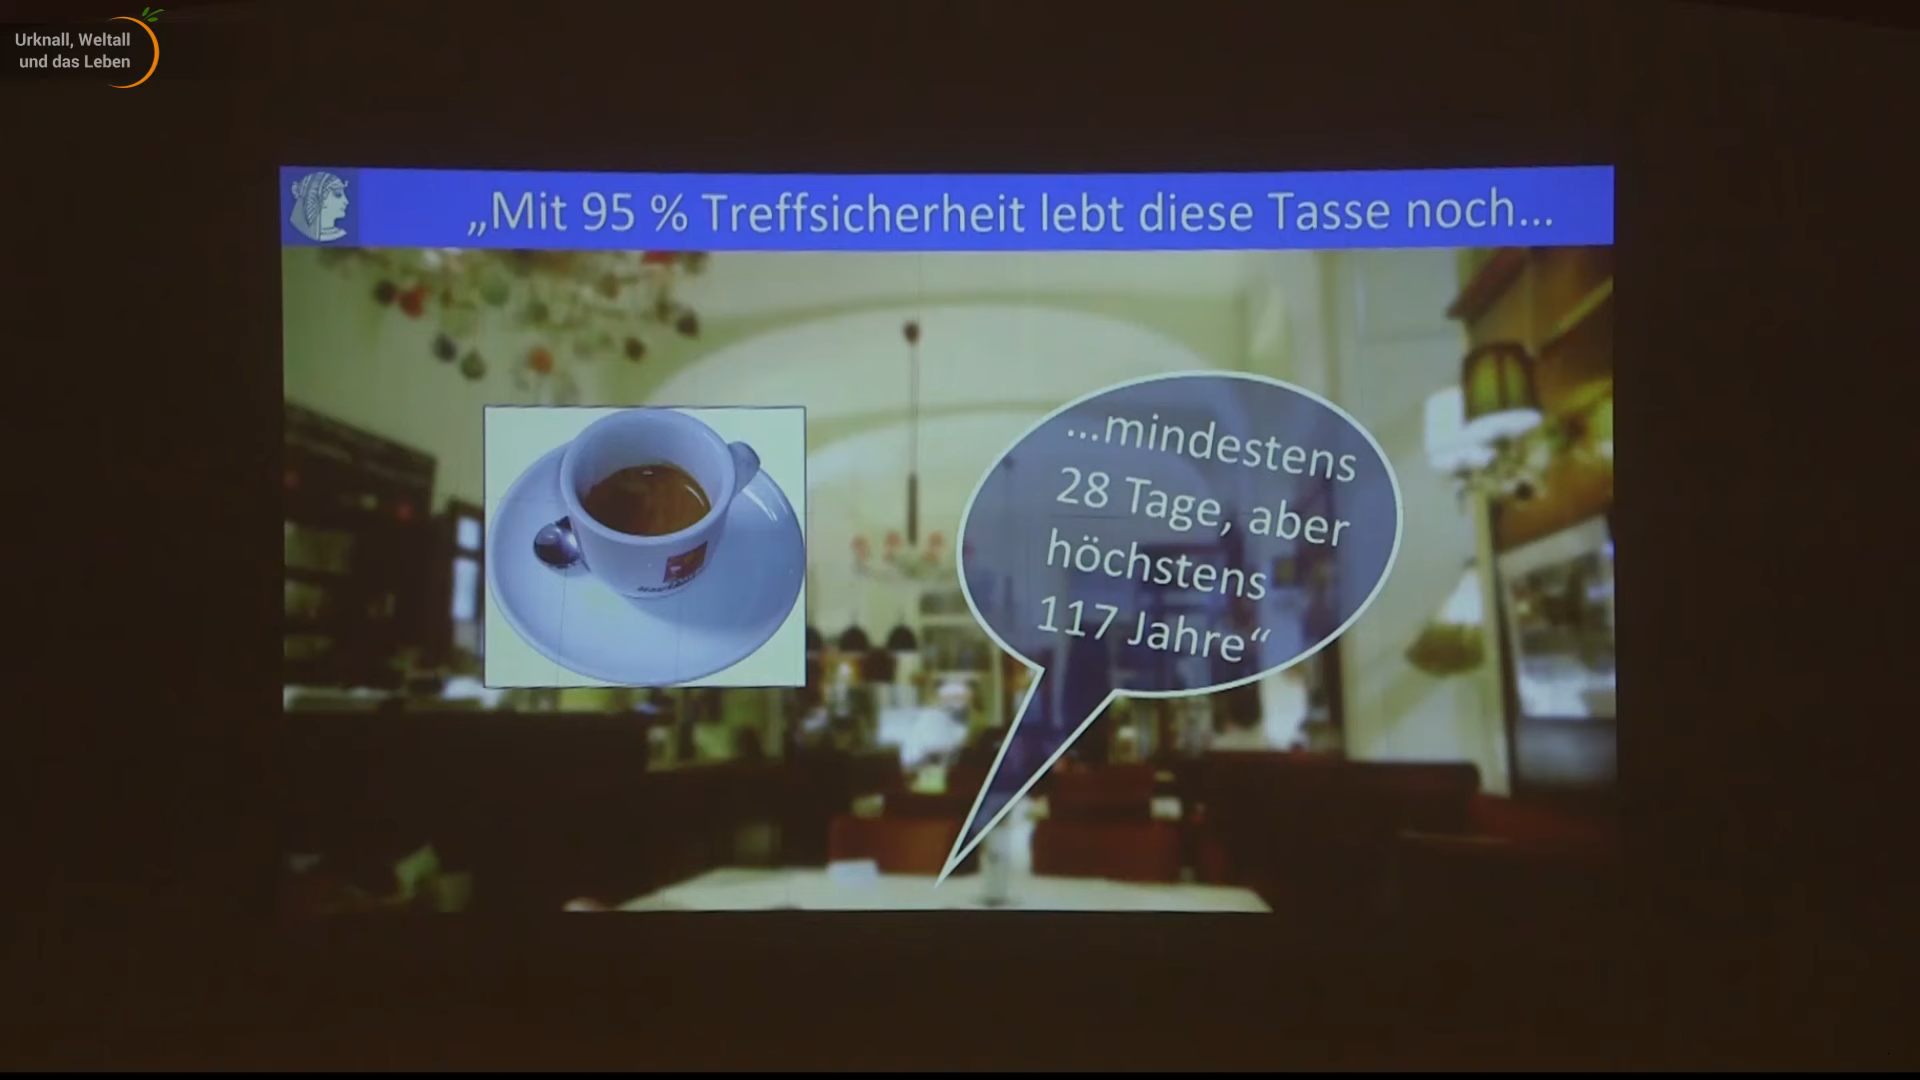 Urknall, Weltall
und das Leben
„Mit 95 % Treffsicherheit lebt diese Tasse noch...
...mindestens
28 Tage, aber
höchstens
117 Jahre“